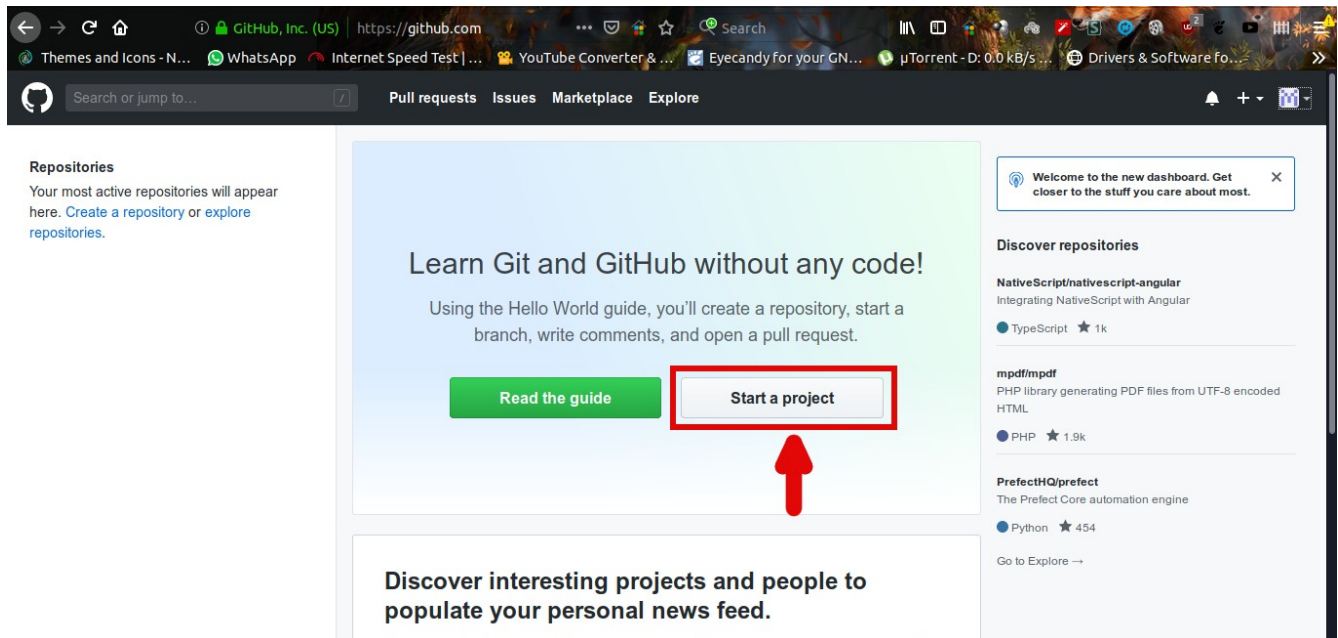 GitHub, Inc. (US) https://github.com Search
Themes and Icons - N... WhatsApp Internet Speed Test | ... YouTube Converter & ... Eyecandy for your GN... µTorrent - D: 0.0 kB/s ... Drivers & Software fo...
Search or jump to... / Pull requests Issues Marketplace Explore
Repositories
Your most active repositories will appear
here. Create a repository or explore
repositories.
Learn Git and GitHub without any code!
Using the Hello World guide, you’ll create a repository, start a
branch, write comments, and open a pull request.
Read the guide Start a project
Discover interesting projects and people to
populate your personal news feed.
Welcome to the new dashboard. Get
closer to the stuff you care about most.
Discover repositories
NativeScript/nativescript-angular
Integrating NativeScript with Angular
TypeScript ★ 1k
mpdf/mpdf
PHP library generating PDF files from UTF-8 encoded
HTML
PHP ★ 1.9k
PrefectHQ/prefect
The Prefect Core automation engine
Python ★ 454
Go to Explore →